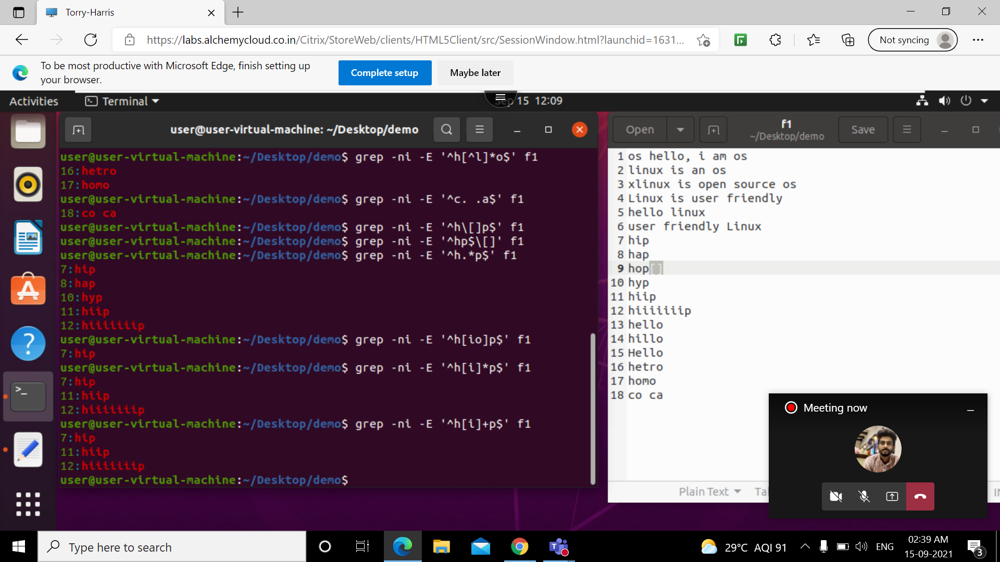 Torry-Harris
https://labs.alchemycloud.co.in/Citrix/StoreWeb/clients/HTML5Client/src/SessionWindow.html?launchid=1631...
Not syncing
To be most productive with Microsoft Edge, finish setting up
your browser.
Complete setup
Maybe later
Activities
Terminal
Sep 15 12:09
user@user-virtual-machine: ~/Desktop/demo
user@user-virtual-machine:~/Desktop/demo$ grep -ni -E '^h[^l]*o$' f1
16:hetro
17:homo
user@user-virtual-machine:~/Desktop/demo$ grep -ni -E '^c. .a$' f1
18:co ca
user@user-virtual-machine:~/Desktop/demo$ grep -ni -E '^h\[]p$' f1
user@user-virtual-machine:~/Desktop/demo$ grep -ni -E '^hp$\[]' f1
user@user-virtual-machine:~/Desktop/demo$ grep -ni -E '^h.*p$' f1
7:hip
8:hap
10:hyp
11:hiip
12:hiiiiiiip
user@user-virtual-machine:~/Desktop/demo$ grep -ni -E '^h[io]p$' f1
7:hip
user@user-virtual-machine:~/Desktop/demo$ grep -ni -E '^h[i]*p$' f1
7:hip
11:hiip
12:hiiiiiiip
user@user-virtual-machine:~/Desktop/demo$ grep -ni -E '^h[i]+p$' f1
7:hip
11:hiip
12:hiiiiiiip
user@user-virtual-machine:~/Desktop/demo$
Open
f1
~/Desktop/demo
Save
1 os hello, i am os
2 linux is an os
3 xlinux is open source os
4 Linux is user friendly
5 hello linux
6 user friendly Linux
7 hip
8 hap
9 hop[]
10 hyp
11 hiip
12 hiiiiiiip
13 hello
14 hillo
15 Hello
16 hetro
17 homo
18 co ca
Plain Text
Meeting now
Type here to search
29°C AQI 91
ENG
02:39 AM
15-09-2021
3